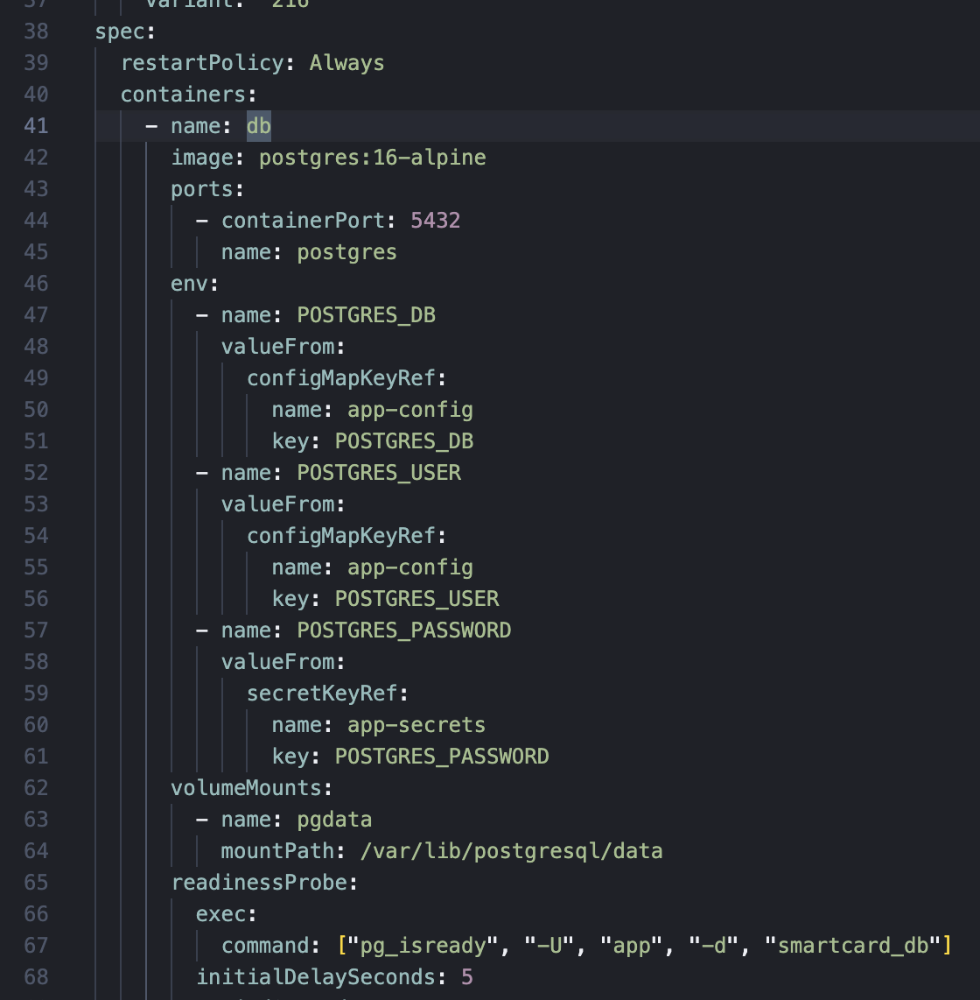 37 variant: "216"
38 spec:
39 restartPolicy: Always
40 containers:
41 - name: db
42 image: postgres:16-alpine
43 ports:
44 - containerPort: 5432
45 name: postgres
46 env:
47 - name: POSTGRES_DB
48 valueFrom:
49 configMapKeyRef:
50 name: app-config
51 key: POSTGRES_DB
52 - name: POSTGRES_USER
53 valueFrom:
54 configMapKeyRef:
55 name: app-config
56 key: POSTGRES_USER
57 - name: POSTGRES_PASSWORD
58 valueFrom:
59 secretKeyRef:
60 name: app-secrets
61 key: POSTGRES_PASSWORD
62 volumeMounts:
63 - name: pgdata
64 mountPath: /var/lib/postgresql/data
65 readinessProbe:
66 exec:
67 command: ["pg_isready", "-U", "app", "-d", "smartcard_db"]
68 initialDelaySeconds: 5